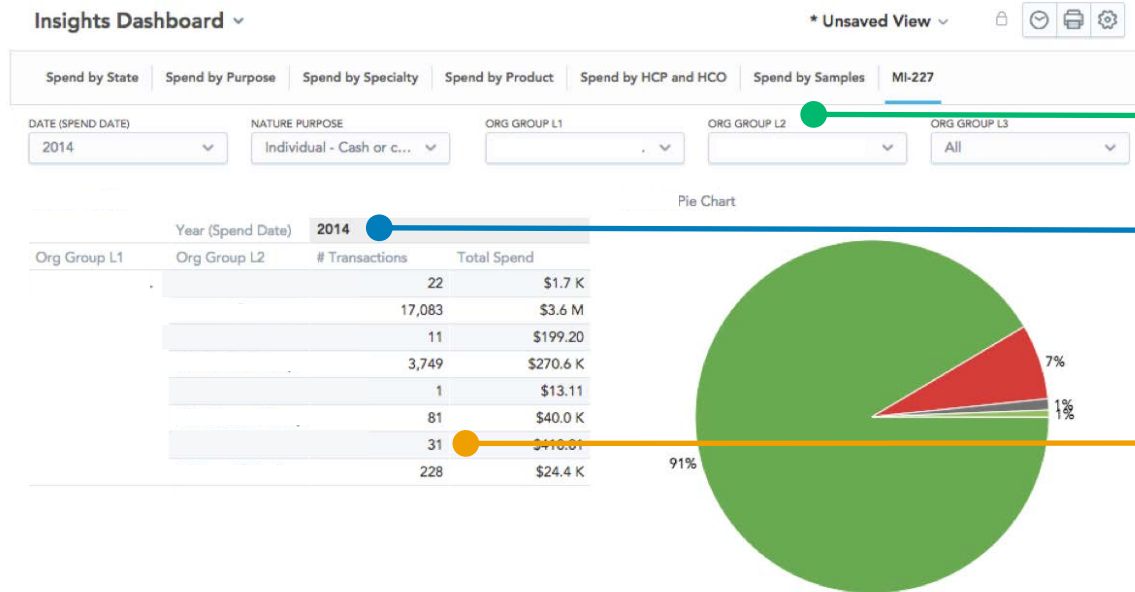 Insights Dashboard
* Unsaved View
Spend by State Spend by Purpose Spend by Specialty Spend by Product Spend by HCP and HCO Spend by Samples MI-227
DATE (SPEND DATE) NATURE PURPOSE ORG GROUP L1 ORG GROUP L2 ORG GROUP L3
2014 Individual - Cash or c... . All
Pie Chart
Year (Spend Date) 2014
Org Group L1 Org Group L2 # Transactions Total Spend
. 22 $1.7 K
17,083 $3.6 M
11 $199.20
3,749 $270.6 K
1 $13.11
81 $40.0 K
31
228 $24.4 K
7%
1%
1%
91%